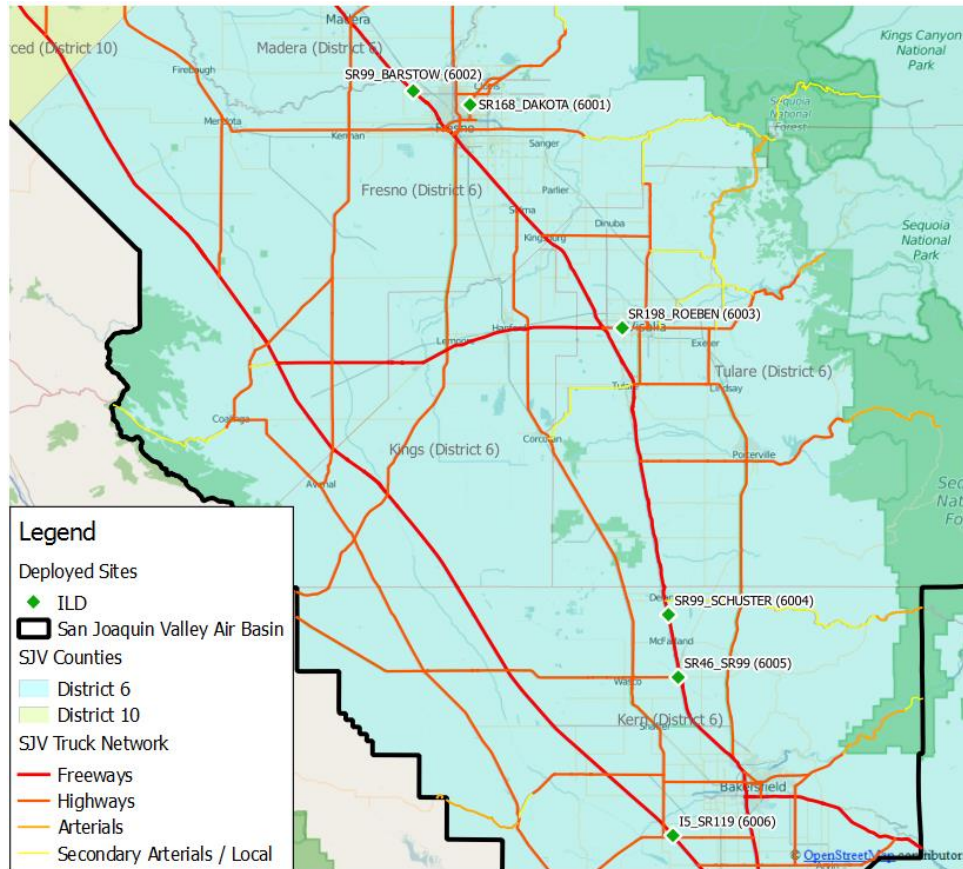 Madera
Kings Canyon
National
Park
rced (District 10)
Madera (District 6)
Firebaugh
Clovis
SR99_BARSTOW (6002)
SR168_DAKOTA (6001)
Sequoia
National
Forest
Mendota
Fresno
Kerman
Sanger
Fresno (District 6)
Parlier
Selma
Dinuba
Kingsburg
Sequoia
National
Park
SR198_ROEBEN (6003)
Hanford
Visalia
Lemoore
Exeter
Tulare (District 6)
Tulare
Lindsay
Coalinga
Corcoran
Kings (District 6)
Porterville
Avenal
Legend
Deployed Sites
ILD
San Joaquin Valley Air Basin
SJV Counties
District 6
District 10
SJV Truck Network
Freeways
Highways
Arterials
Secondary Arterials / Local
SR99_SCHUSTER (6004)
McFarland
SR46_SR99 (6005)
Wasco
Kern (District 6)
Shafter
Bakersfield
I5_SR119 (6006)
© OpenStreetMap contributor